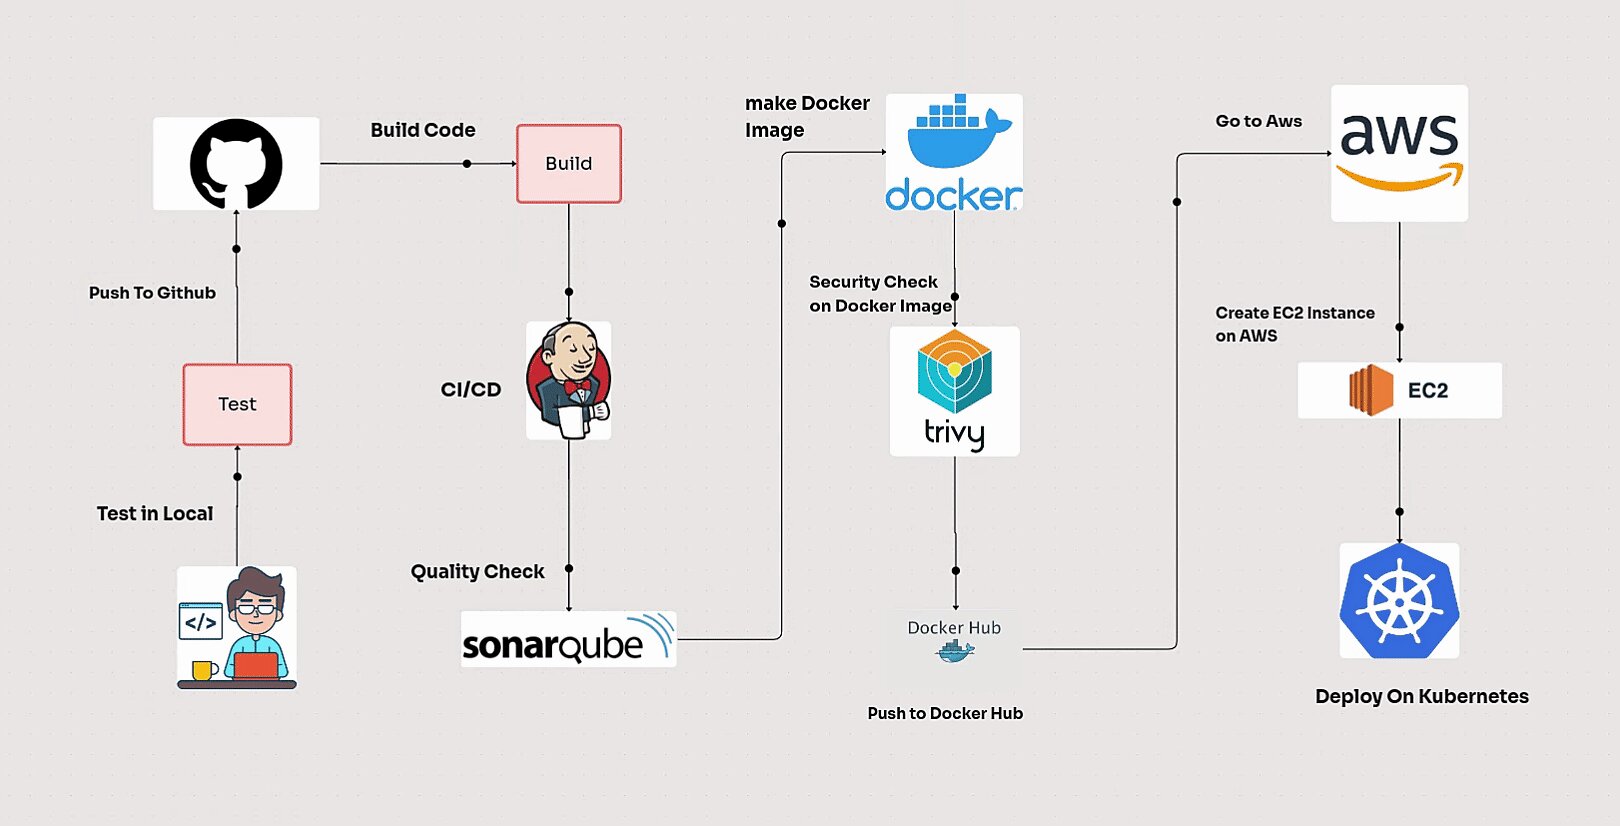 Build Code
Build
Push To Github
Test
Test in Local
</>
CI/CD
Quality Check
sonarqube
make Docker
Image
docker
Security Check
on Docker Image
trivy
Docker Hub
Push to Docker Hub
Go to Aws
aws
Create EC2 Instance
on AWS
EC2
Deploy On Kubernetes